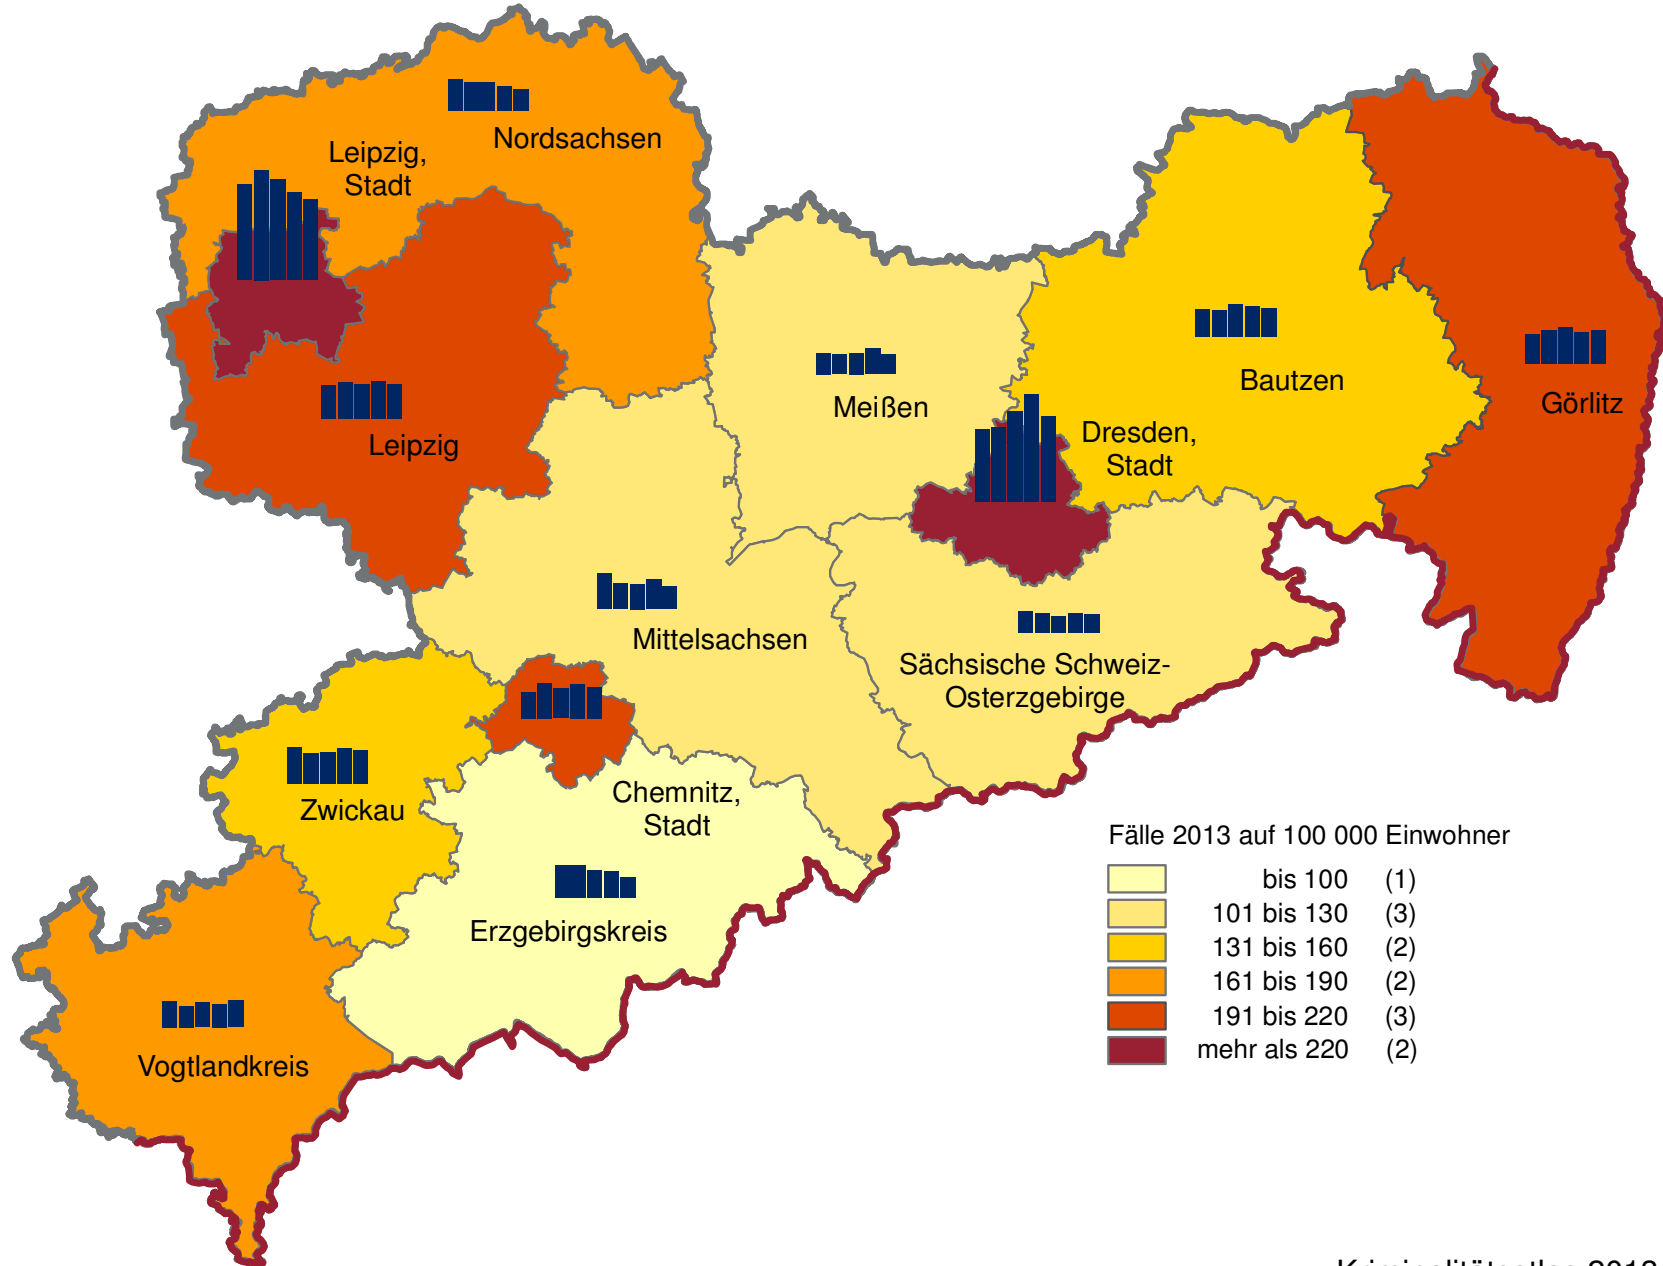 Nordsachsen
Leipzig,
Stadt
Leipzig
Meißen
Dresden,
Stadt
Bautzen
Görlitz
Mittelsachsen
Sächsische Schweiz-
Osterzgebirge
Zwickau
Chemnitz,
Stadt
Erzgebirgskreis
Vogtlandkreis
Fälle 2013 auf 100 000 Einwohner
bis 100 (1)
101 bis 130 (3)
131 bis 160 (2)
161 bis 190 (2)
191 bis 220 (3)
mehr als 220 (2)
Kriminalitätsatlas 2013